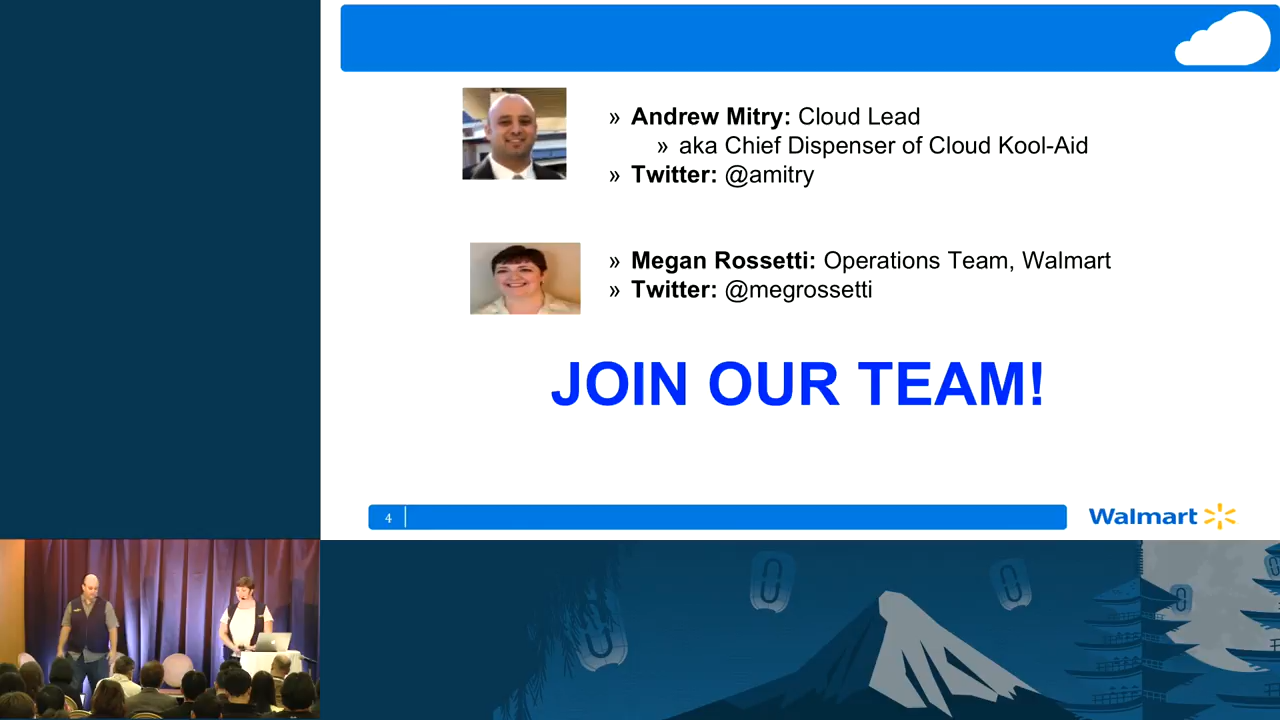 » Andrew Mitry: Cloud Lead
» aka Chief Dispenser of Cloud Kool-Aid
» Twitter: @amitry
» Megan Rossetti: Operations Team, Walmart
» Twitter: @megrossetti
JOIN OUR TEAM!
4
Walmart